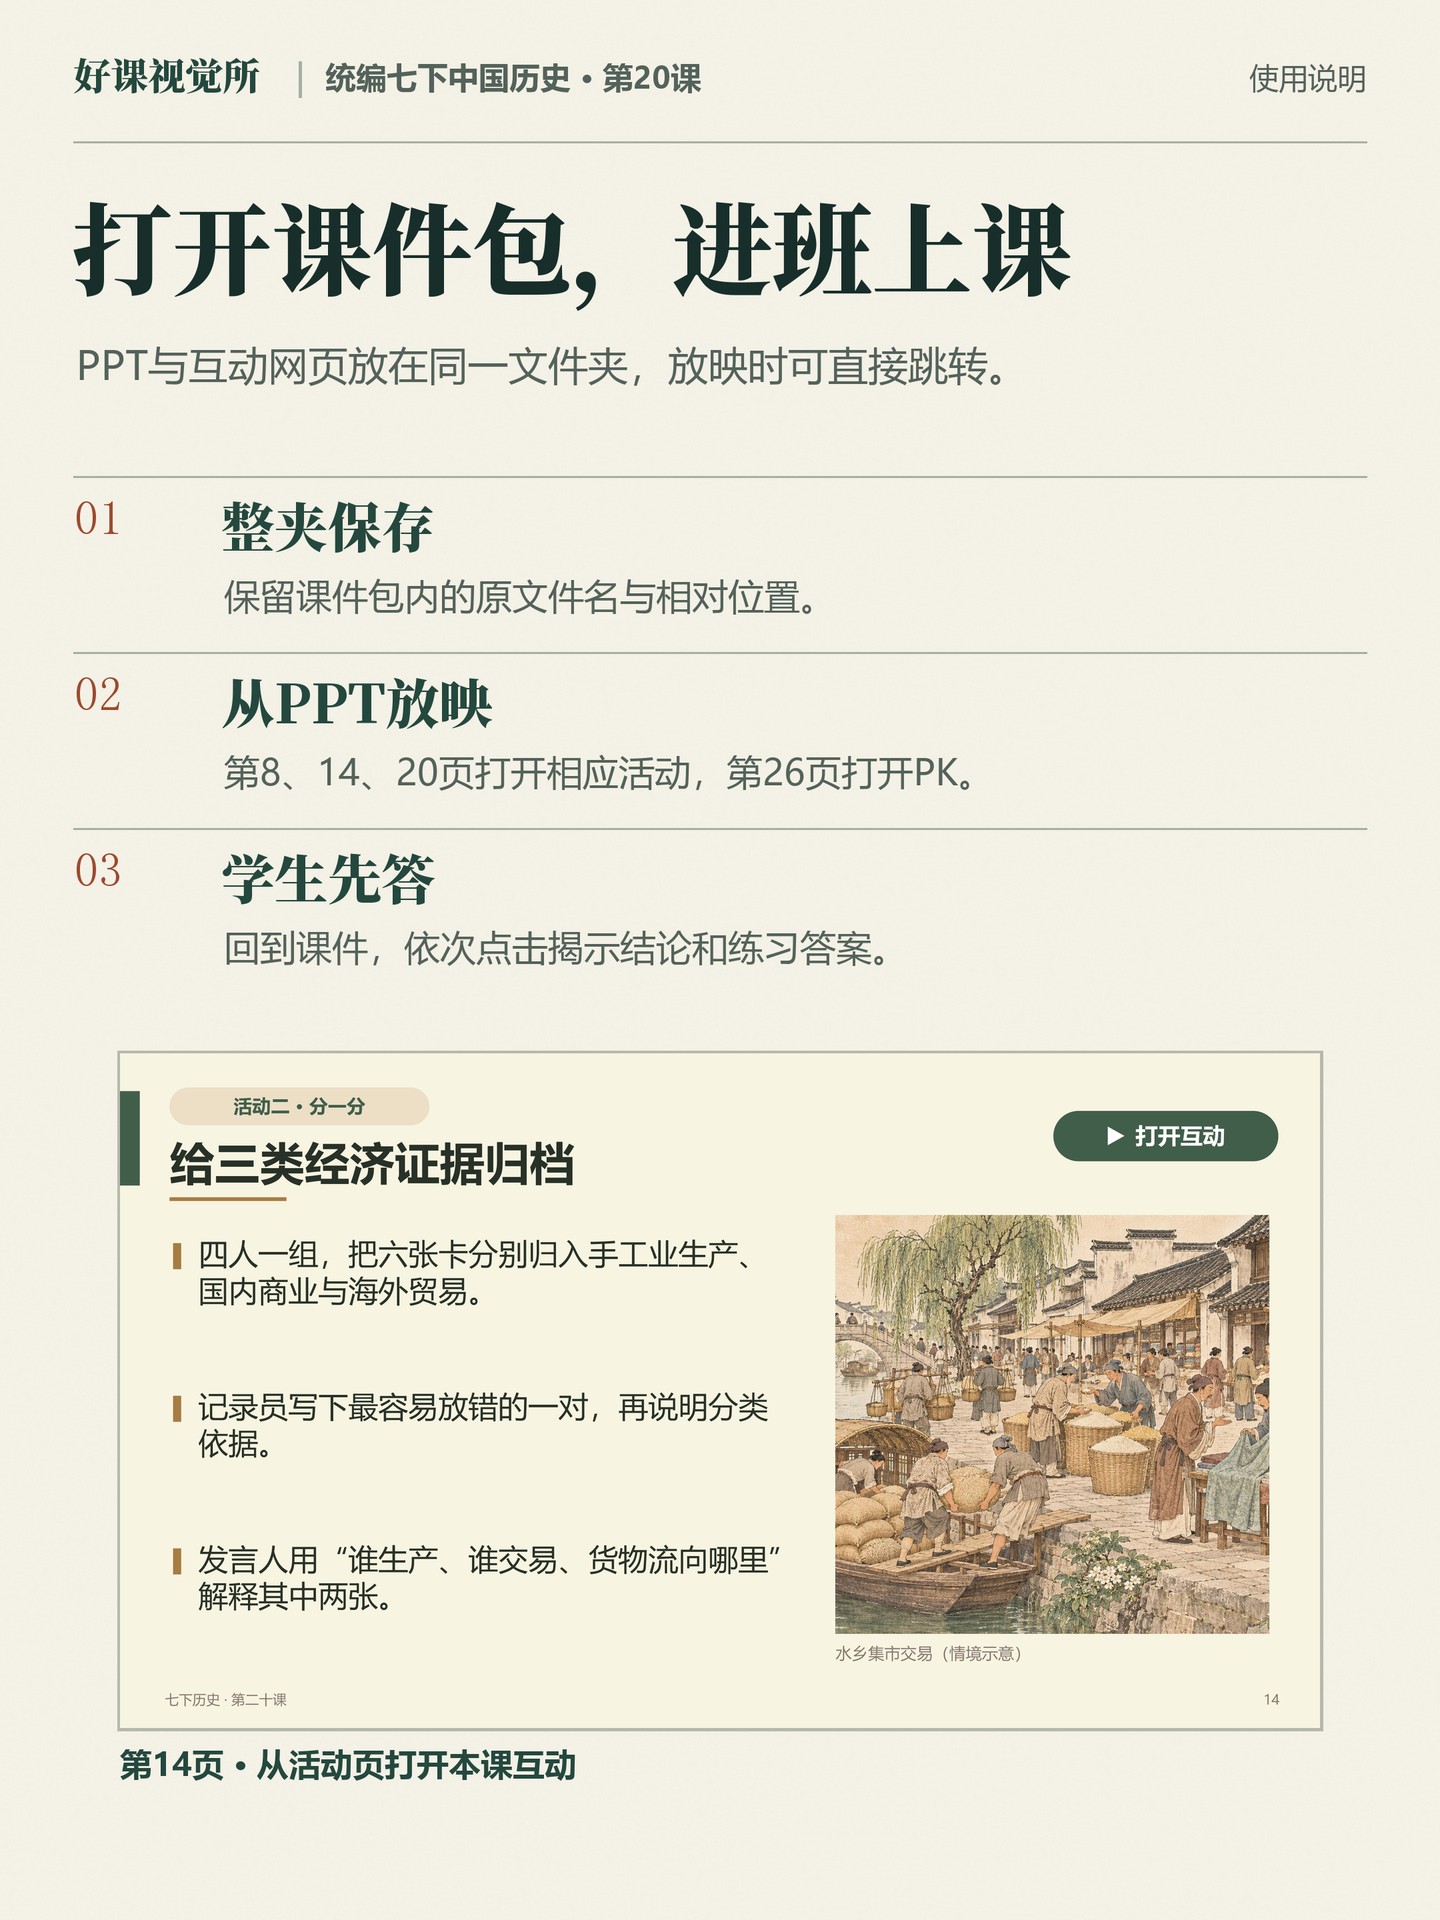 好课视觉所 | 统编七下中国历史·第20课
使用说明
打开课件包，进班上课
PPT与互动网页放在同一文件夹，放映时可直接跳转。
01
整夹保存
保留课件包内的原文件名与相对位置。
02
从PPT放映
第8、14、20页打开相应活动，第26页打开PK。
03
学生先答
回到课件，依次点击揭示结论和练习答案。
活动二·分一分
▶ 打开互动
给三类经济证据归档
四人一组，把六张卡分别归入手工业生产、
国内商业与海外贸易。
记录员写下最容易放错的一对，再说明分类
依据。
发言人用“谁生产、谁交易、货物流向哪里”
解释其中两张。
水乡集市交易（情境示意）
七下历史·第二十课
14
第14页·从活动页打开本课互动